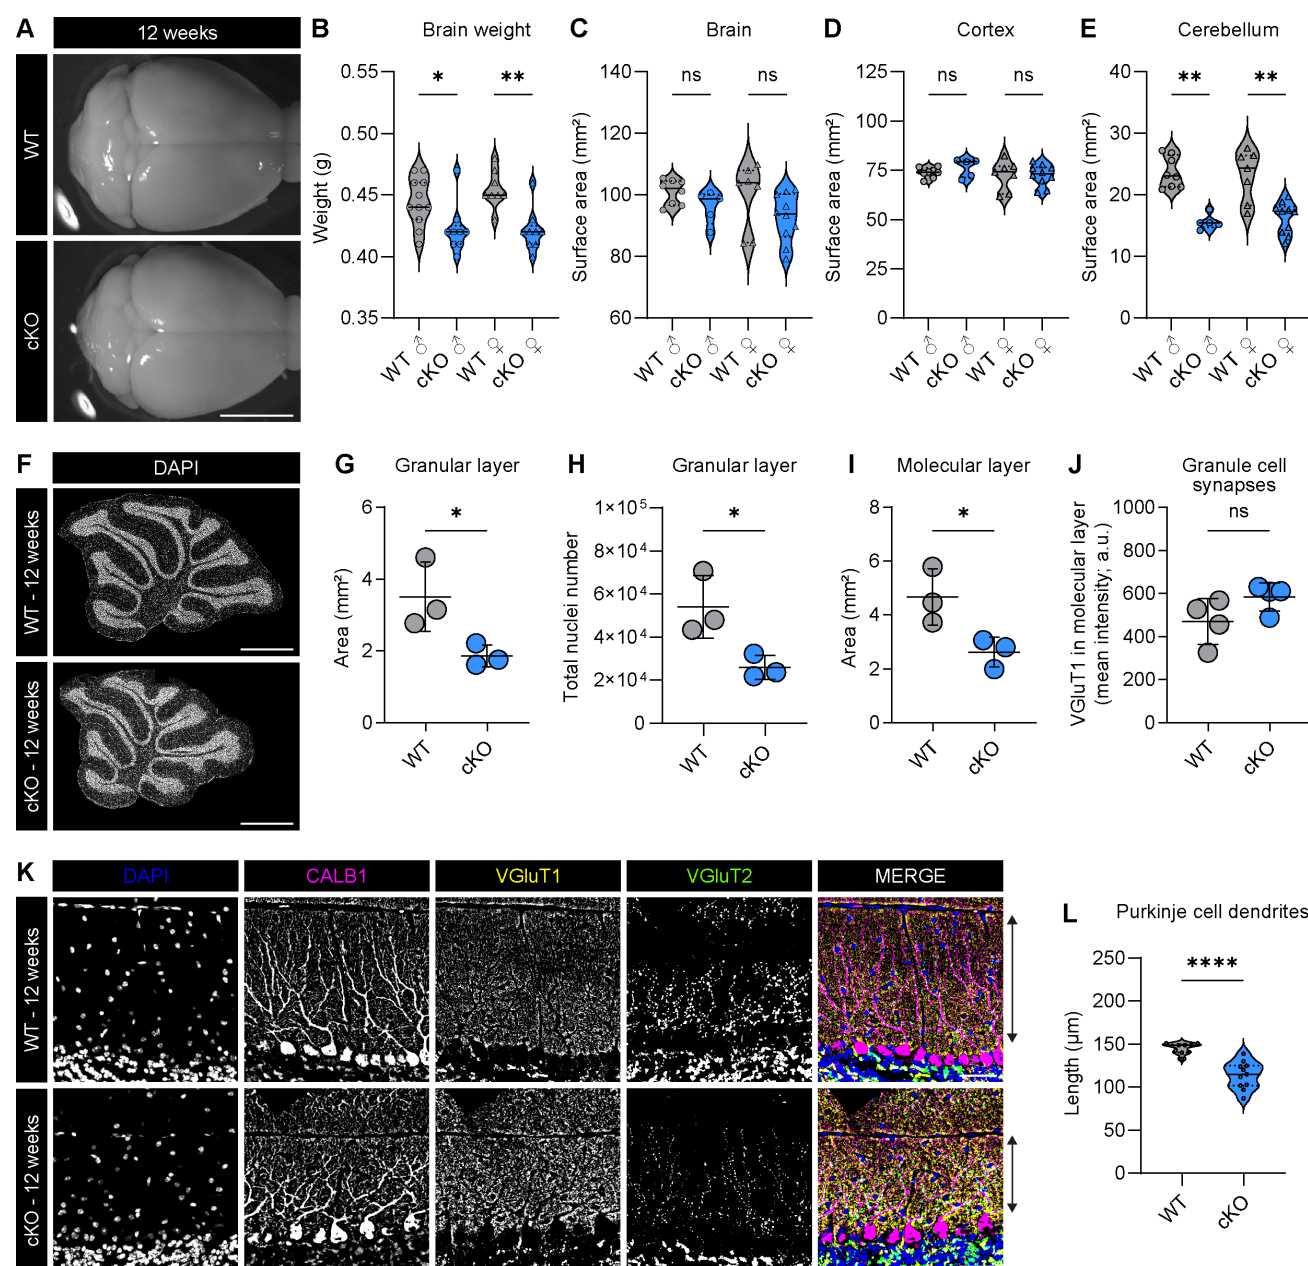 A
12 weeks
WT
cKO
B
Brain weight
Weight (g)
0.55
0.50
0.45
0.40
0.35
*
**
WT ♂
cKO ♂
WT ♀
cKO ♀
C
Brain
Surface area (mm²)
140
120
100
80
60
ns
ns
WT ♂
cKO ♂
WT ♀
cKO ♀
D
Cortex
Surface area (mm²)
125
100
75
50
25
0
ns
ns
WT ♂
cKO ♂
WT ♀
cKO ♀
E
Cerebellum
Surface area (mm²)
40
30
20
10
0
**
**
WT ♂
cKO ♂
WT ♀
cKO ♀
F
DAPI
WT - 12 weeks
cKO - 12 weeks
G
Granular layer
Area (mm²)
6
4
2
0
*
WT
cKO
H
Granular layer
Total nuclei number
1×10⁵
8×10⁴
6×10⁴
4×10⁴
2×10⁴
0
*
WT
cKO
I
Molecular layer
Area (mm²)
8
6
4
2
0
*
WT
cKO
J
Granule cell
synapses
VGluT1 in molecular layer
(mean intensity; a.u.)
1000
800
600
400
200
0
ns
WT
cKO
K
DAPI
CALB1
VGluT1
VGluT2
MERGE
WT - 12 weeks
cKO - 12 weeks
L
Purkinje cell dendrites
Length (µm)
250
200
150
100
50
0
****
WT
cKO